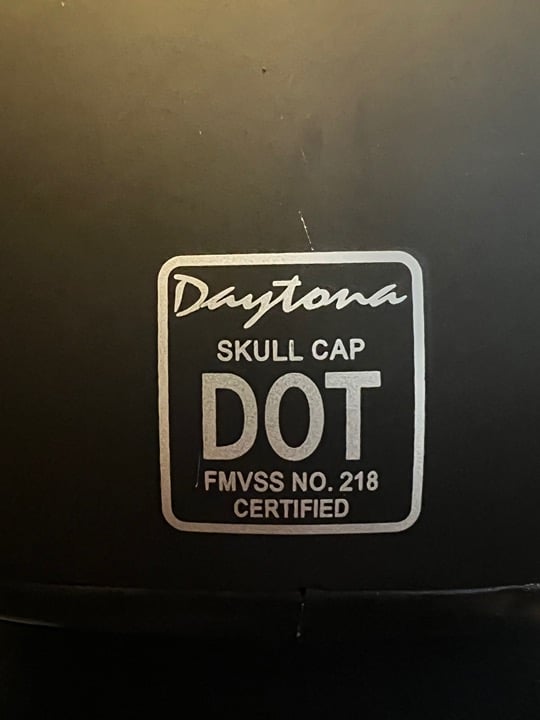 Daytona
SKULL CAP
DOT
FMVSS NO. 218
CERTIFIED